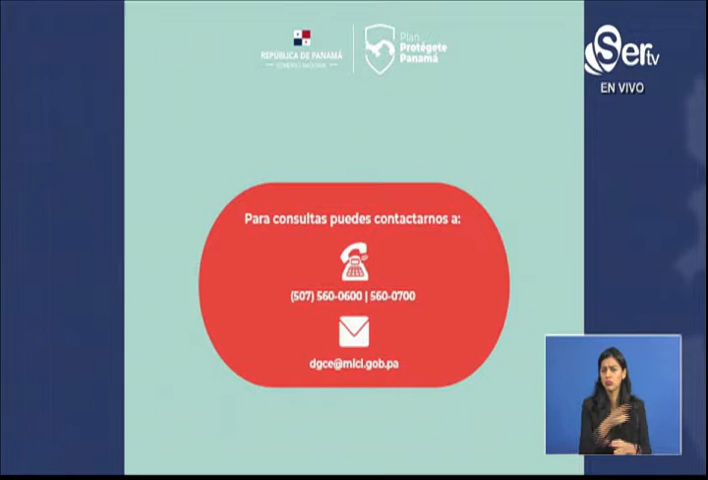 REPÚBLICA DE PANAMÁ
— GOBIERNO NACIONAL —
Plan
Protégete
Panamá
Ser tv
EN VIVO
Para consultas puedes contactarnos a:
(507) 560-0600 | 560-0700
dgce@mici.gob.pa